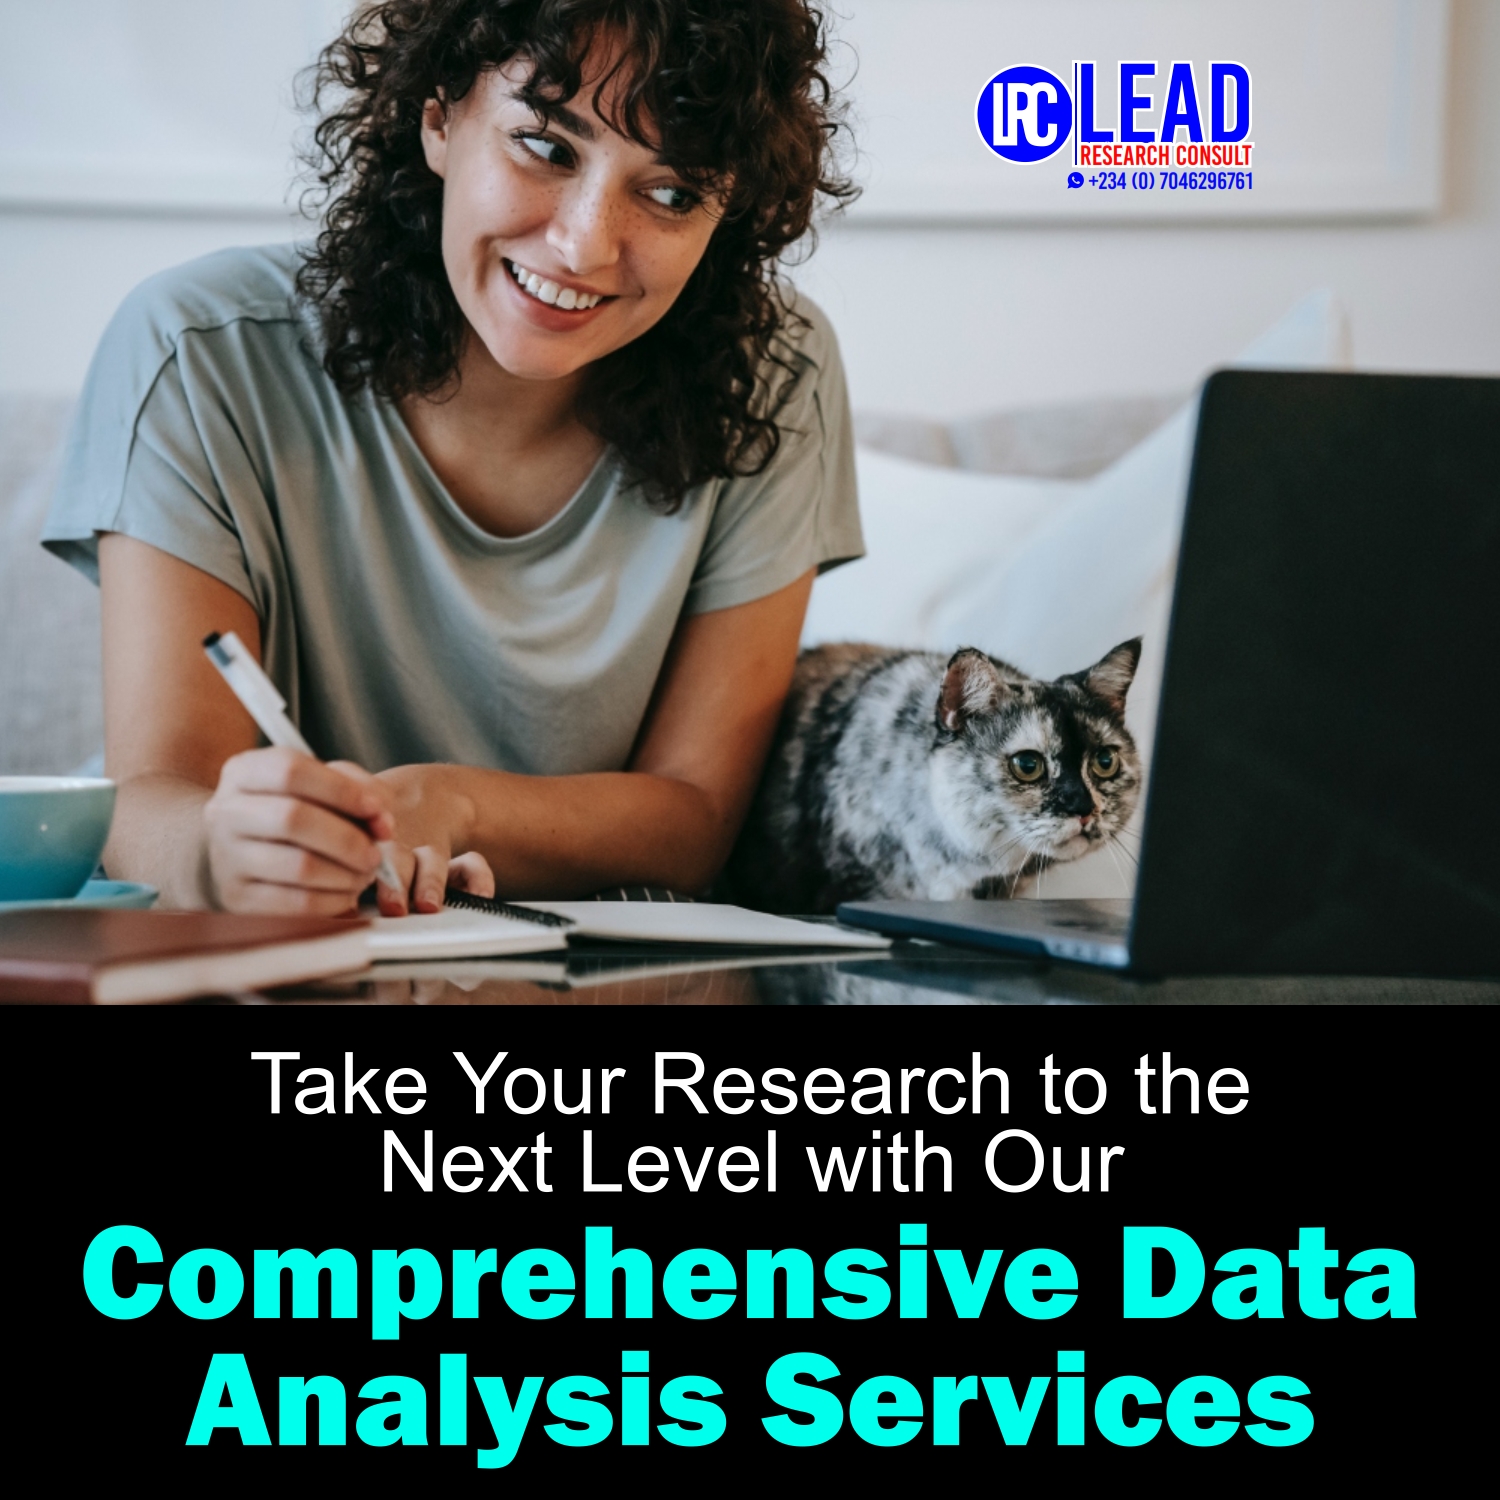 LRC
LEAD
RESEARCH CONSULT
+234 (0) 7046296761
Take Your Research to the
Next Level with Our
Comprehensive Data
Analysis Services